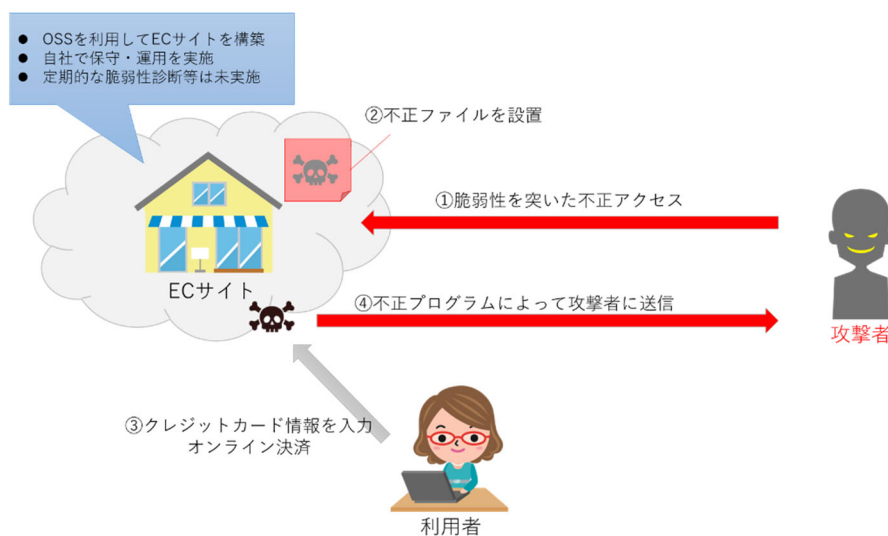 ● OSSを利用してECサイトを構築
● 自社で保守・運用を実施
● 定期的な脆弱性診断等は未実施
②不正ファイルを設置
①脆弱性を突いた不正アクセス
ECサイト
④不正プログラムによって攻撃者に送信
攻撃者
③クレジットカード情報を入力
オンライン決済
利用者